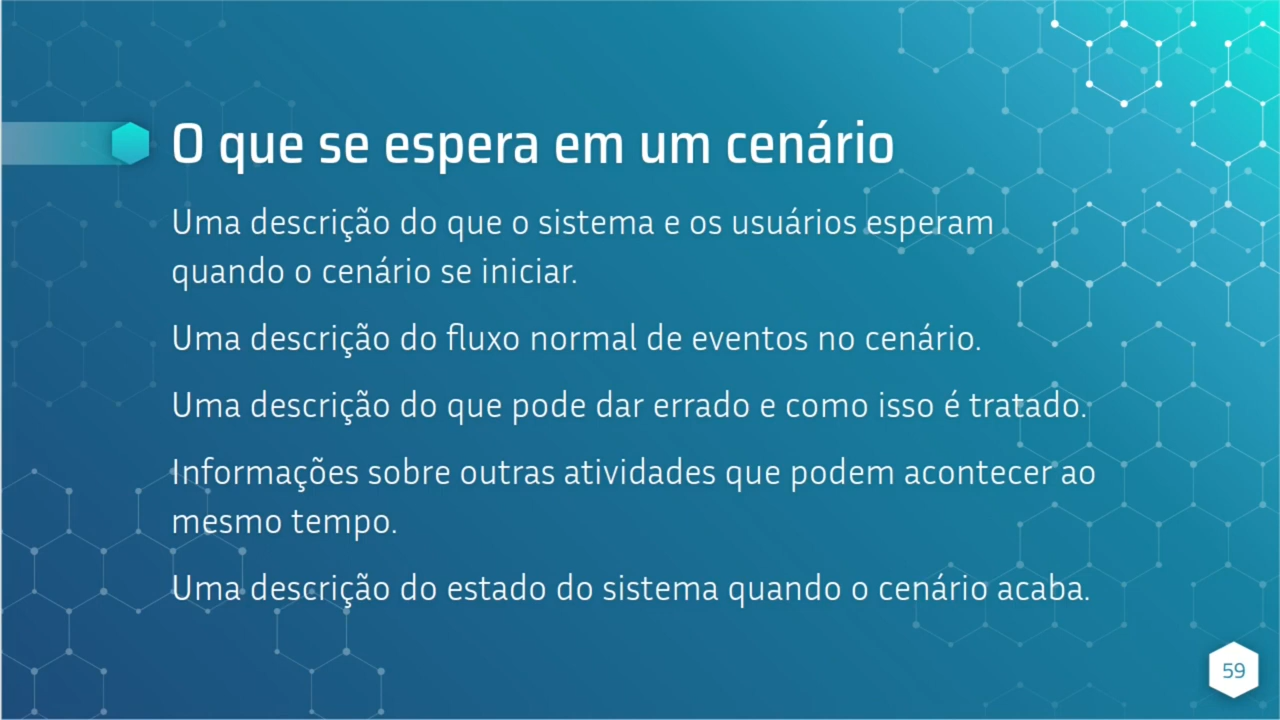 O que se espera em um cenário
Uma descrição do que o sistema e os usuários esperam
quando o cenário se iniciar.
Uma descrição do fluxo normal de eventos no cenário.
Uma descrição do que pode dar errado e como isso é tratado.
Informações sobre outras atividades que podem acontecer ao
mesmo tempo.
Uma descrição do estado do sistema quando o cenário acaba.
59